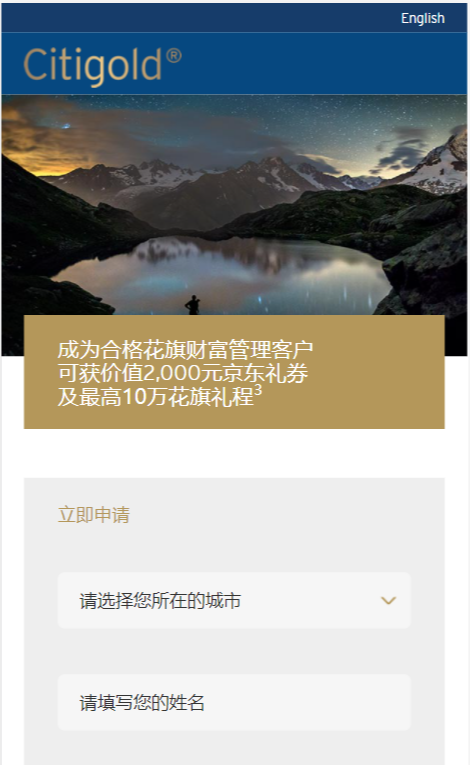 English
Citigold®
成为合格花旗财富管理客户
可获价值2,000元京东礼券
及最高10万花旗礼程3
立即申请
请选择您所在的城市
请填写您的姓名